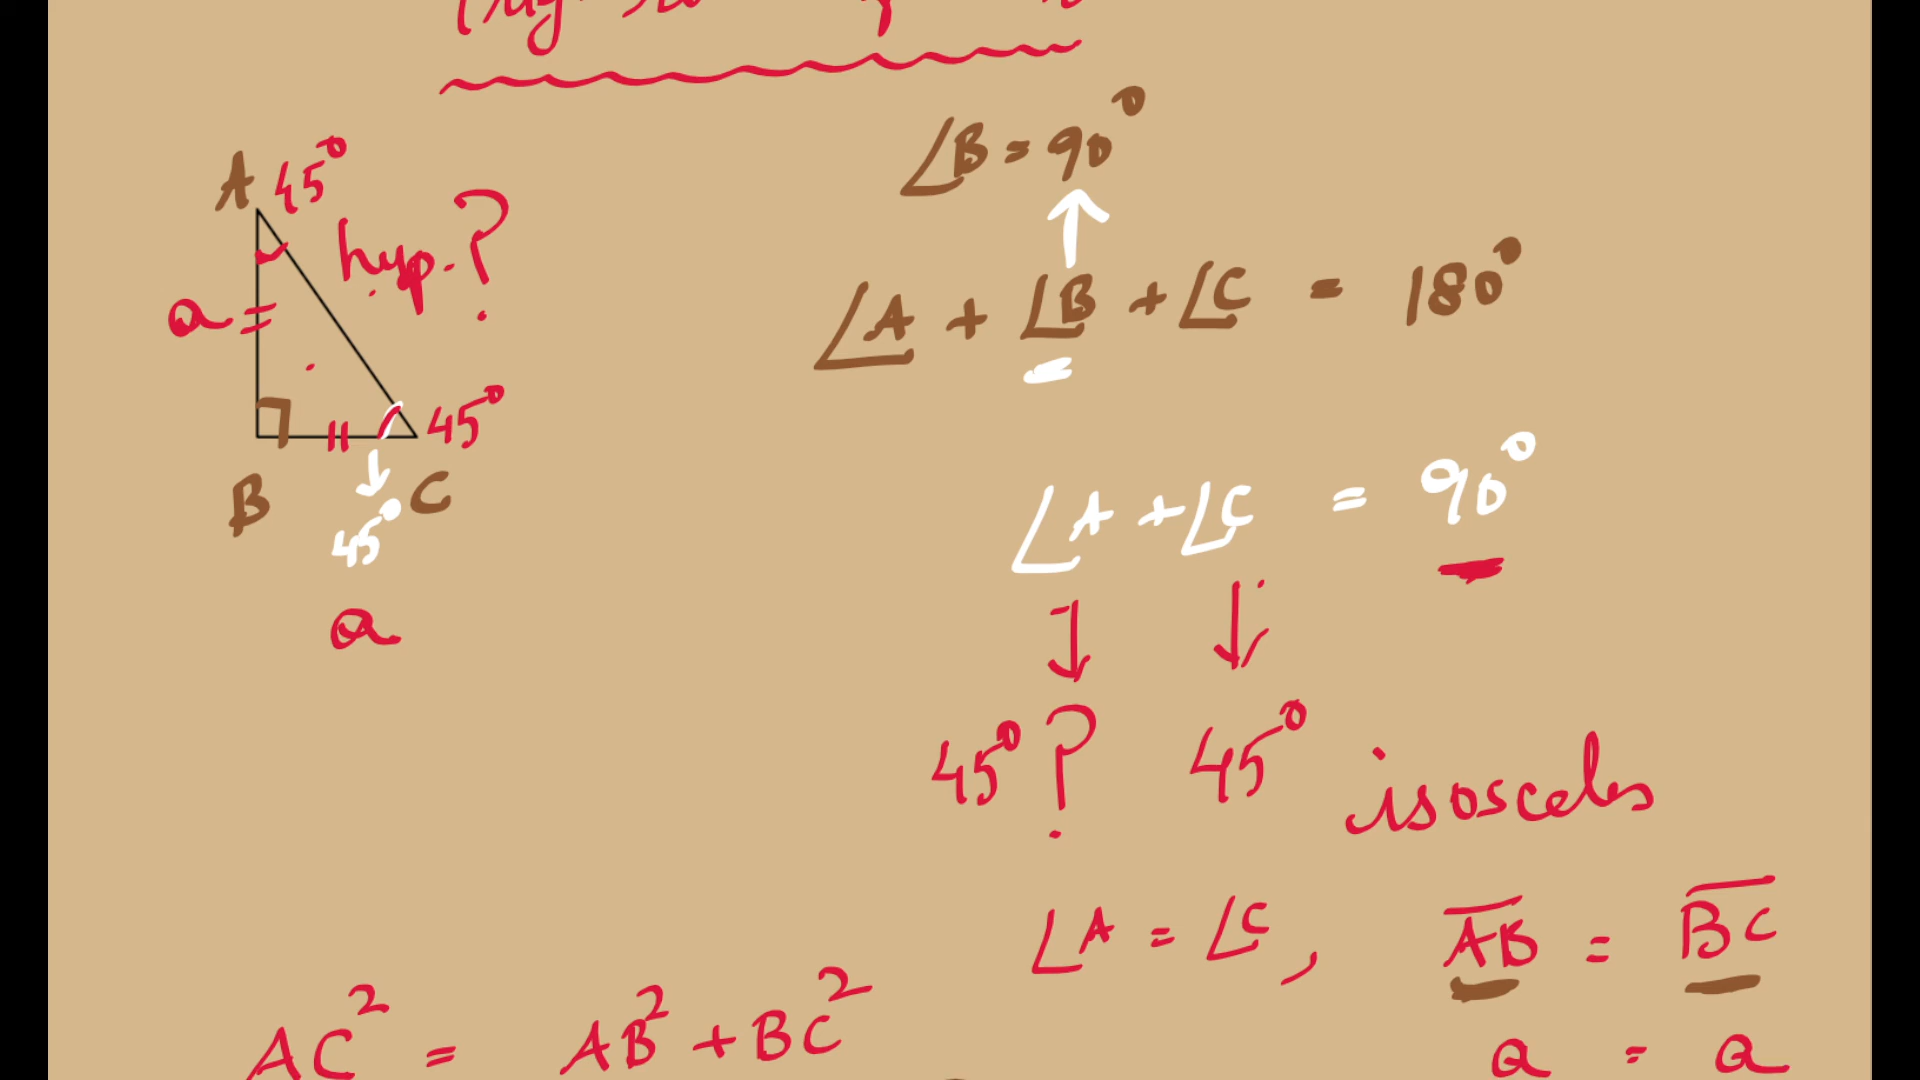 ∠B = 90°
A 45°
hyp. ?
a
∠A + ∠B + ∠C = 180°
45°
B C
45°
∠A + ∠C = 90°
a
45° ? 45°
isosceles
∠A = ∠C, AB = BC
AC² = AB² + BC²
a = a